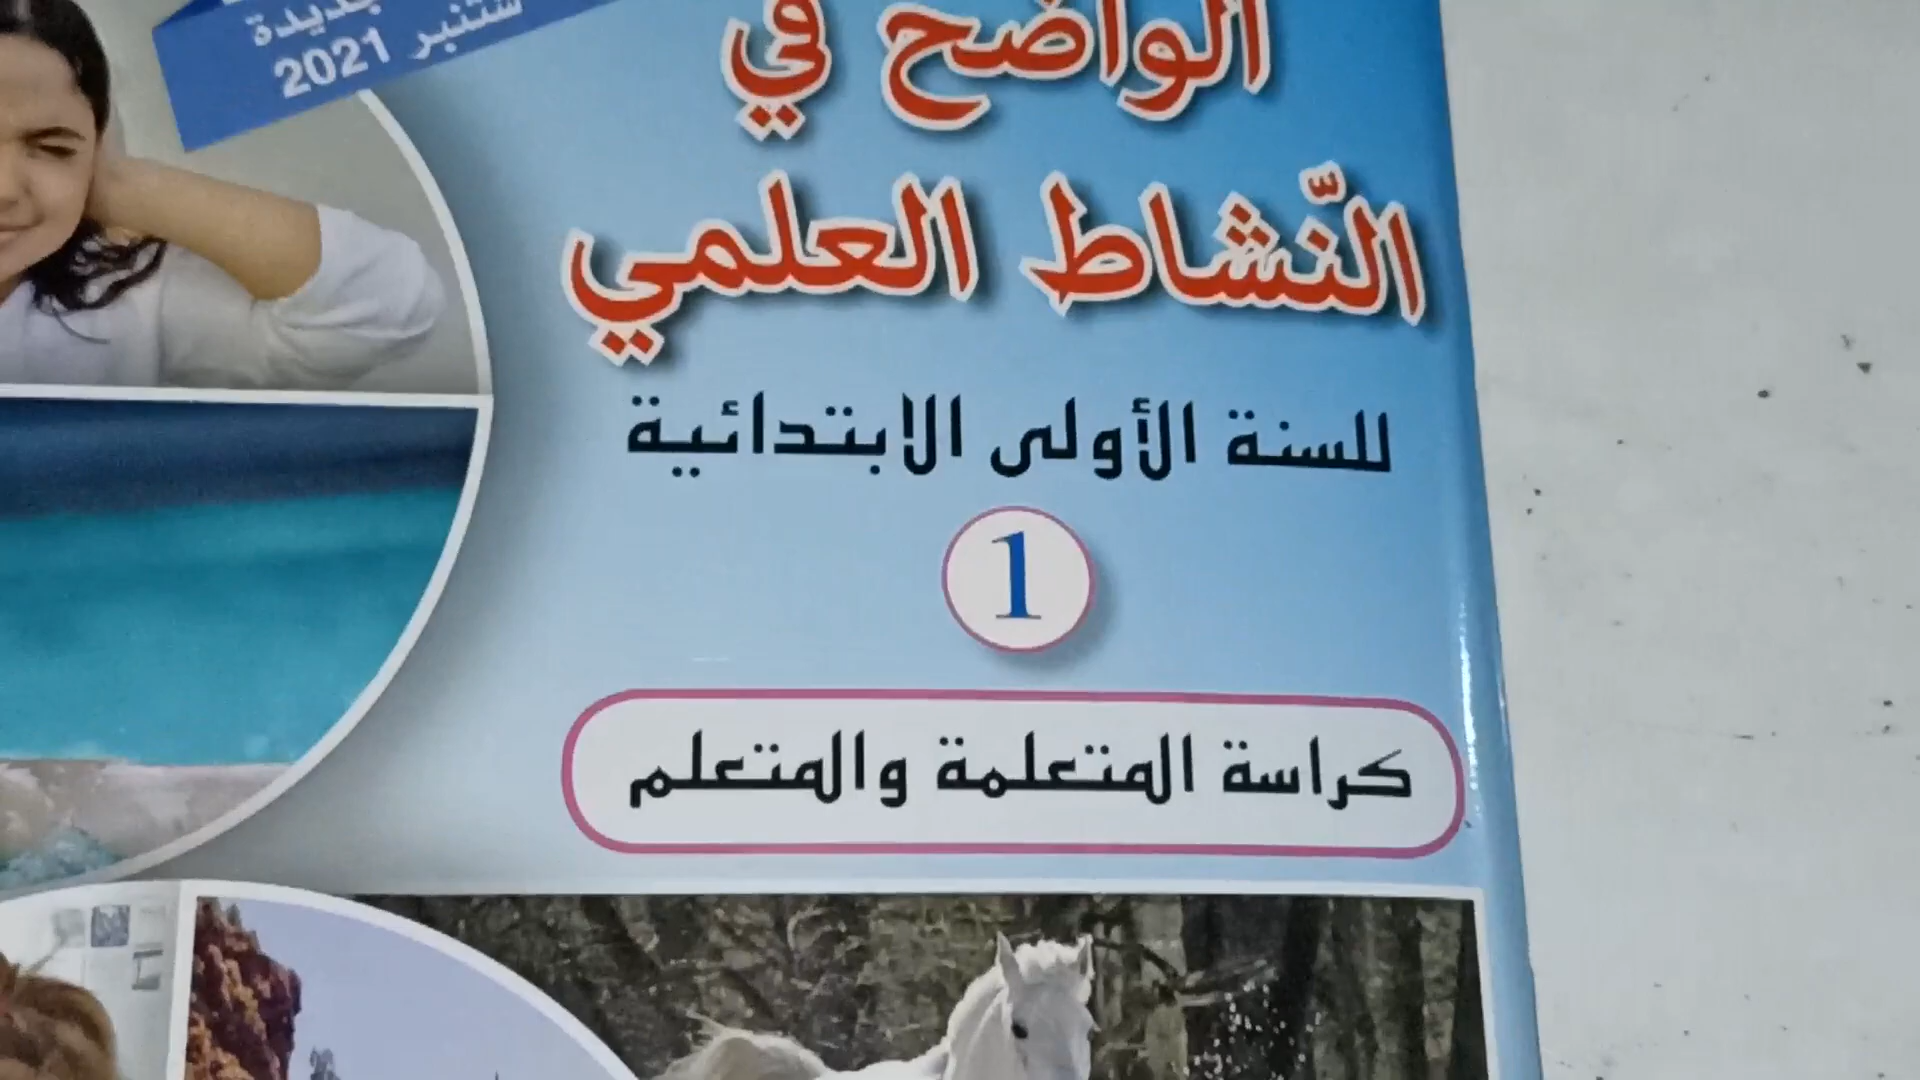 جديدة
شتنبر 2021
الواضح في
النّشاط العلمي
للسنة الأولى الابتدائية
1
كراسة المتعلمة والمتعلم